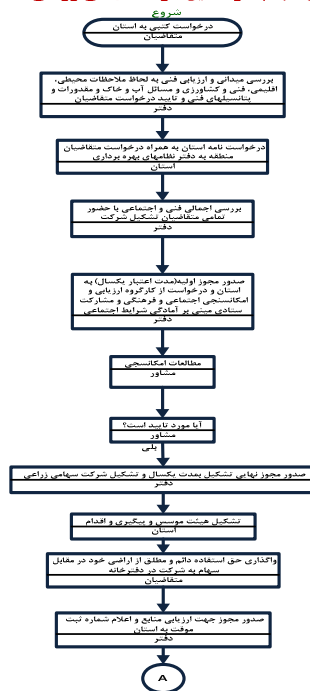 شروع
درخواست کتبی به استان
متقاضیان
بررسی میدانی و ارزیابی فنی به لحاظ ملاحظات محیطی،
اقلیمی، فنی و کشاورزی و مسائل آب و خاک و مقدورات و
پتانسیلهای فنی و تایید درخواست متقاضیان
دفتر
درخواست نامه استان به همراه درخواست متقاضیان
منطقه به دفتر نظامهای بهره برداری
استان
بررسی اجمالی فنی و اجتماعی با حضور
تمامی متقاضیان تشکیل شرکت
دفتر
صدور مجوز اولیه(مدت اعتبار یکسال) به
استان و درخواست از کارگروه ارزیابی و
امکانسنجی اجتماعی و فرهنگی و مشارکت
ستادی مبنی بر آمادگی شرایط اجتماعی
دفتر
مطالعات امکانسنجی
مشاور
آیا مورد تایید است؟
مشاور
بلی
صدور مجوز نهایی تشکیل بمدت یکسال و تشکیل شرکت سهامی زراعی
دفتر
تشکیل هیئت موسس و پیگیری و اقدام
استان
واگذاری حق استفاده دائم و مطلق از اراضی خود در مقابل
سهام به شرکت در دفترخانه
متقاضیان
صدور مجوز جهت ارزیابی منابع و اعلام شماره ثبت
موقت به استان
دفتر
A